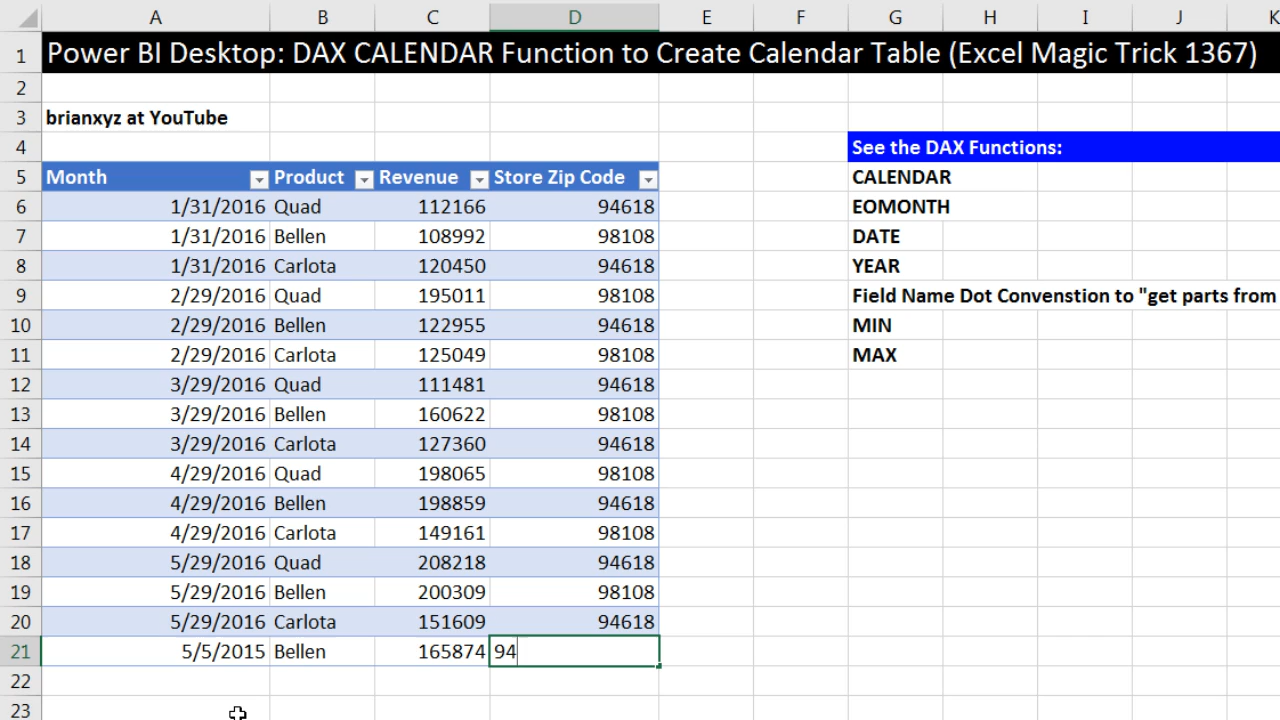 A B C D E F G H I J K
1 Power BI Desktop: DAX CALENDAR Function to Create Calendar Table (Excel Magic Trick 1367)
2
3 brianxyz at YouTube
4 See the DAX Functions:
5 Month Product Revenue Store Zip Code CALENDAR
6 1/31/2016 Quad 112166 94618 EOMONTH
7 1/31/2016 Bellen 108992 98108 DATE
8 1/31/2016 Carlota 120450 94618 YEAR
9 2/29/2016 Quad 195011 98108 Field Name Dot Convenstion to "get parts from
10 2/29/2016 Bellen 122955 94618 MIN
11 2/29/2016 Carlota 125049 98108 MAX
12 3/29/2016 Quad 111481 94618
13 3/29/2016 Bellen 160622 98108
14 3/29/2016 Carlota 127360 94618
15 4/29/2016 Quad 198065 98108
16 4/29/2016 Bellen 198859 94618
17 4/29/2016 Carlota 149161 98108
18 5/29/2016 Quad 208218 94618
19 5/29/2016 Bellen 200309 98108
20 5/29/2016 Carlota 151609 94618
21 5/5/2015 Bellen 165874 94
22
23